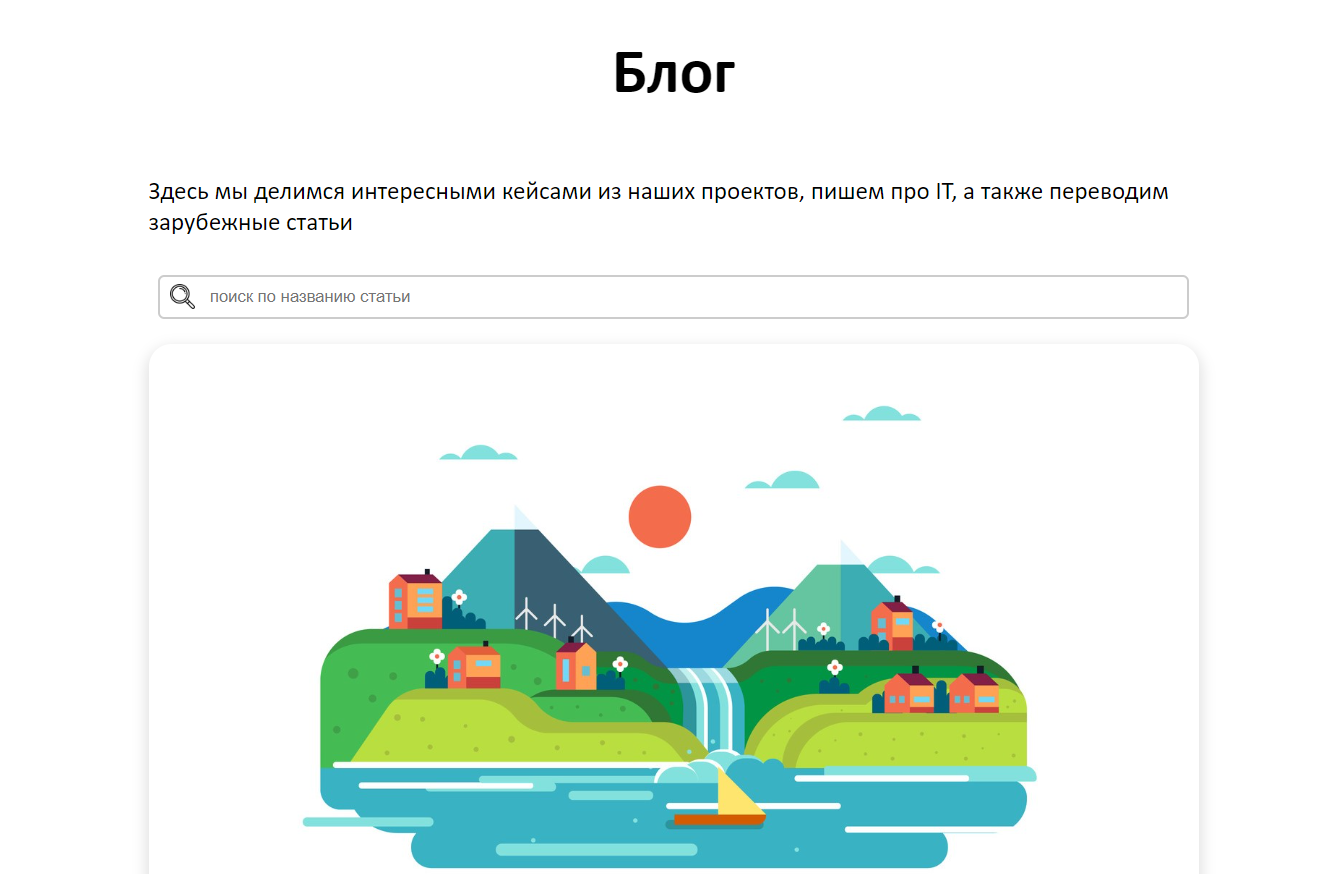 Блог
Здесь мы делимся интересными кейсами из наших проектов, пишем про IT, а также переводим
зарубежные статьи
поиск по названию статьи